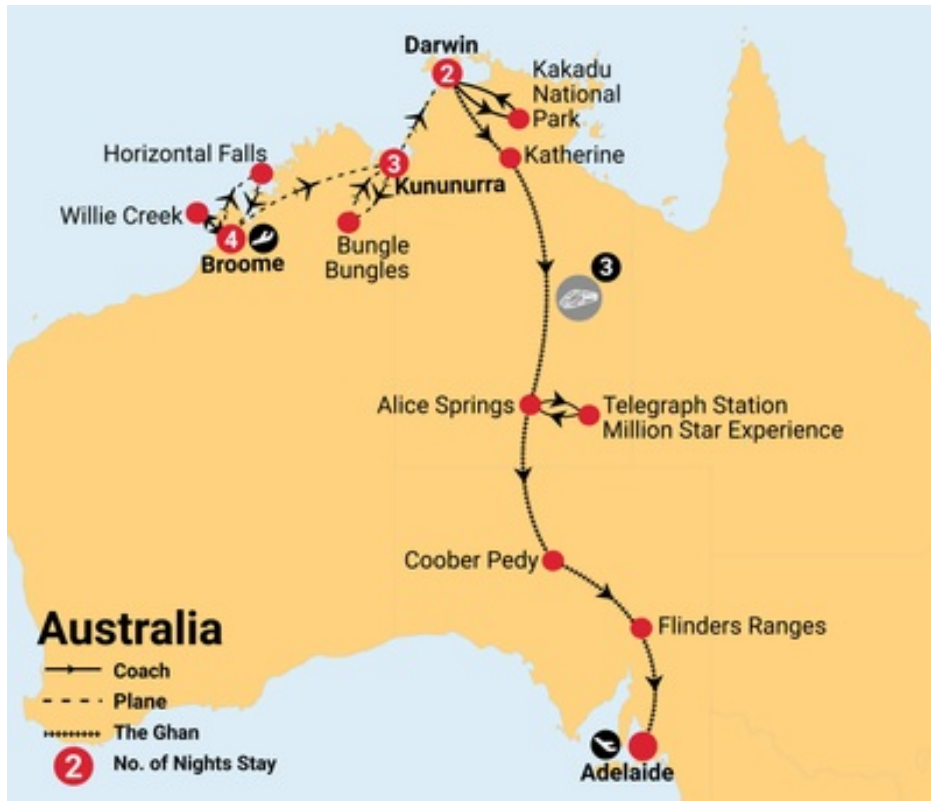 Darwin
2
Kakadu
National
Park
Katherine
Horizontal Falls
3
Kununurra
Willie Creek
4
Broome
Bungle
Bungles
3
Alice Springs
Telegraph Station
Million Star Experience
Coober Pedy
Flinders Ranges
Australia
Coach
Plane
The Ghan
2 No. of Nights Stay
Adelaide